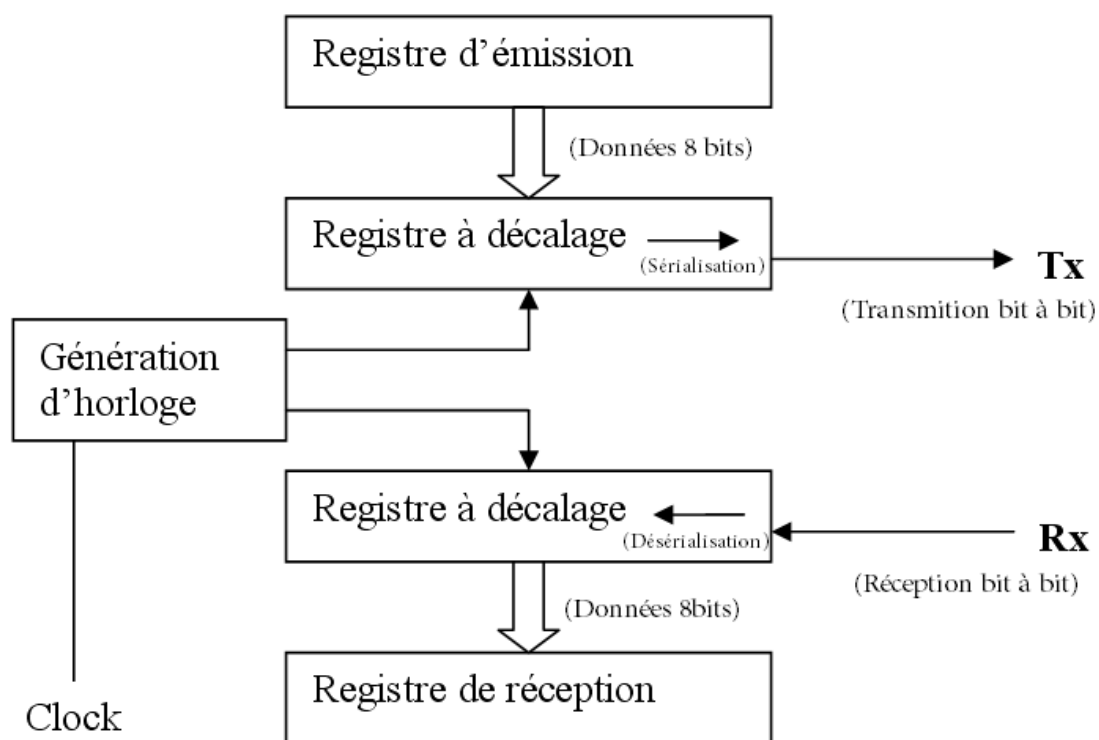 Registre d'émission
(Données 8 bits)
Registre à décalage
(Sérialisation)
Tx
(Transmition bit à bit)
Génération
d'horloge
Registre à décalage
(Désérialisation)
Rx
(Réception bit à bit)
(Données 8bits)
Registre de réception
Clock